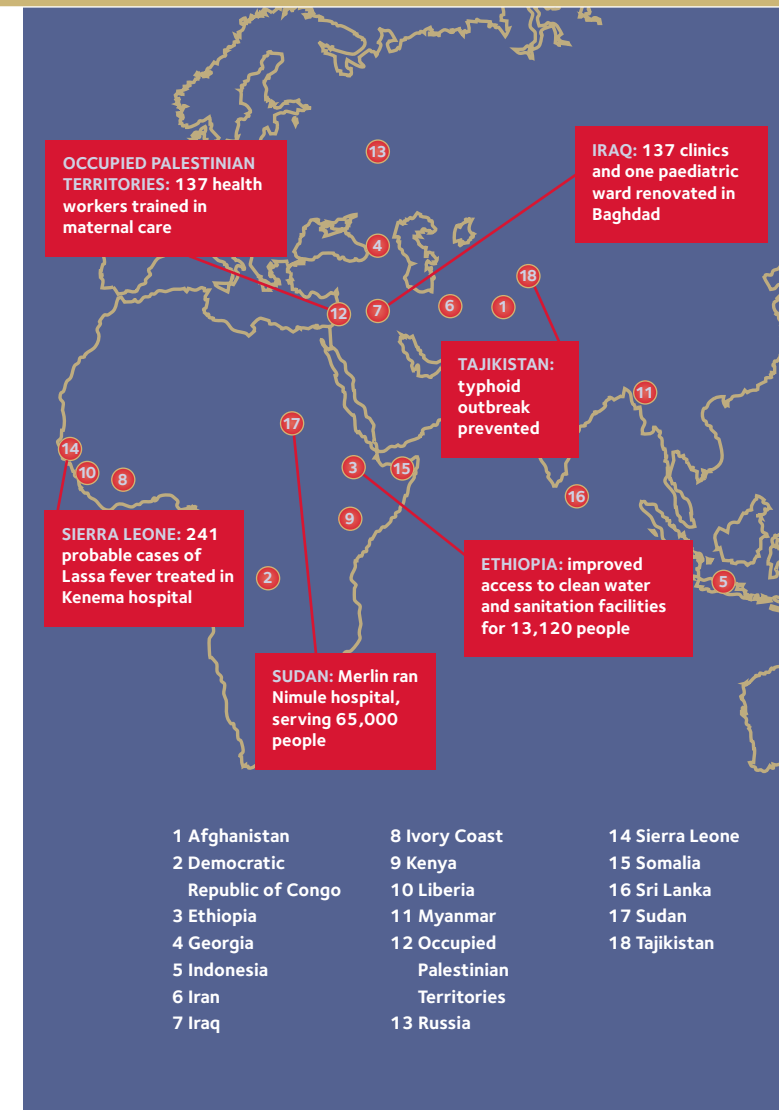 13
OCCUPIED PALESTINIAN
TERRITORIES: 137 health
workers trained in
maternal care
IRAQ: 137 clinics
and one paediatric
ward renovated in
Baghdad
4
18
12
7
6
1
TAJIKISTAN:
typhoid
outbreak
prevented
11
17
14
10
8
3
15
16
9
SIERRA LEONE: 241
probable cases of
Lassa fever treated in
Kenema hospital
2
ETHIOPIA: improved
access to clean water
and sanitation facilities
for 13,120 people
5
SUDAN: Merlin ran
Nimule hospital,
serving 65,000
people
1 Afghanistan
2 Democratic
Republic of Congo
3 Ethiopia
4 Georgia
5 Indonesia
6 Iran
7 Iraq
8 Ivory Coast
9 Kenya
10 Liberia
11 Myanmar
12 Occupied
Palestinian
Territories
13 Russia
14 Sierra Leone
15 Somalia
16 Sri Lanka
17 Sudan
18 Tajikistan